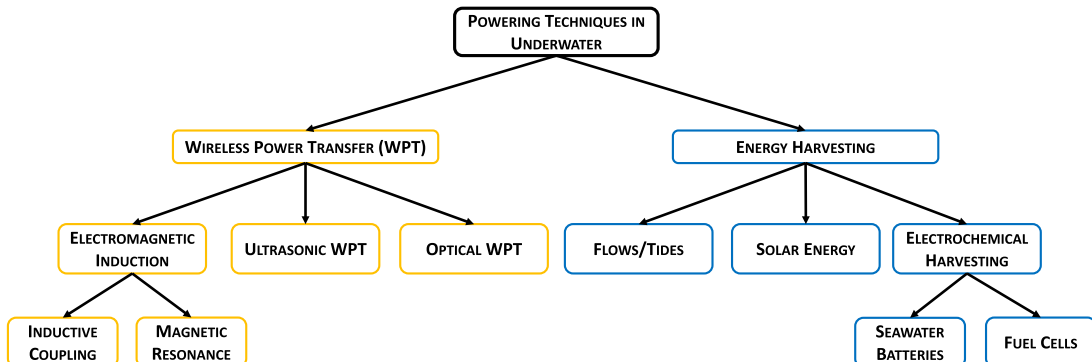 Powering Techniques in
Underwater
Wireless Power Transfer (WPT)
Energy Harvesting
Electromagnetic
Induction
Ultrasonic WPT
Optical WPT
Flows/Tides
Solar Energy
Electrochemical
Harvesting
Inductive
Coupling
Magnetic
Resonance
Seawater
Batteries
Fuel Cells